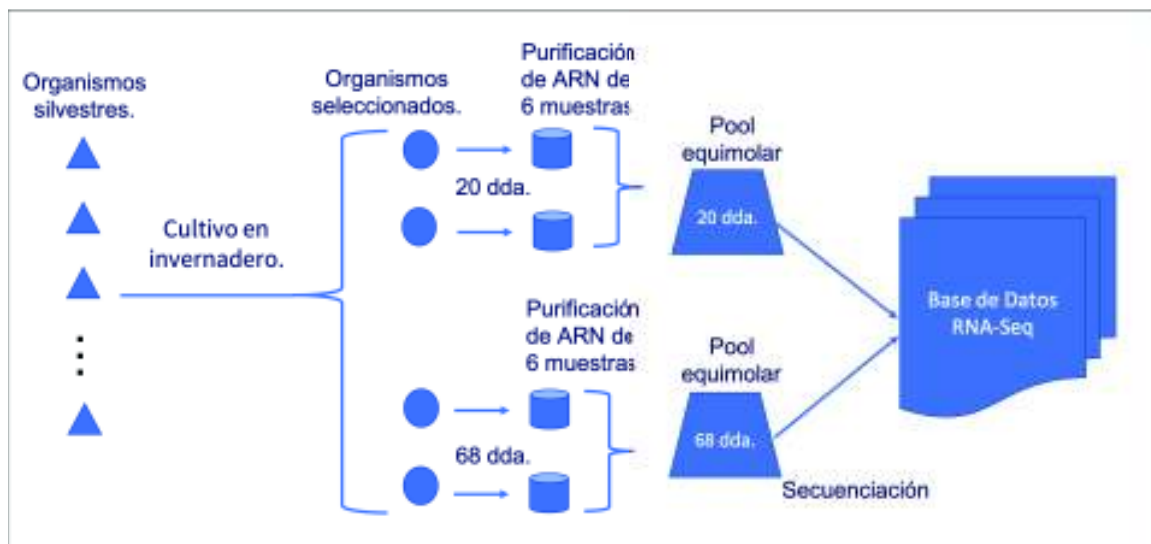 Organismos
silvestres.
Cultivo en
invernadero.
Organismos
seleccionados.
Purificación
de ARN de
6 muestras
20 dda.
Pool
equimolar
20 dda.
Purificación
de ARN de
6 muestras
68 dda.
Pool
equimolar
68 dda.
Secuenciación
Base de Datos
RNA-Seq